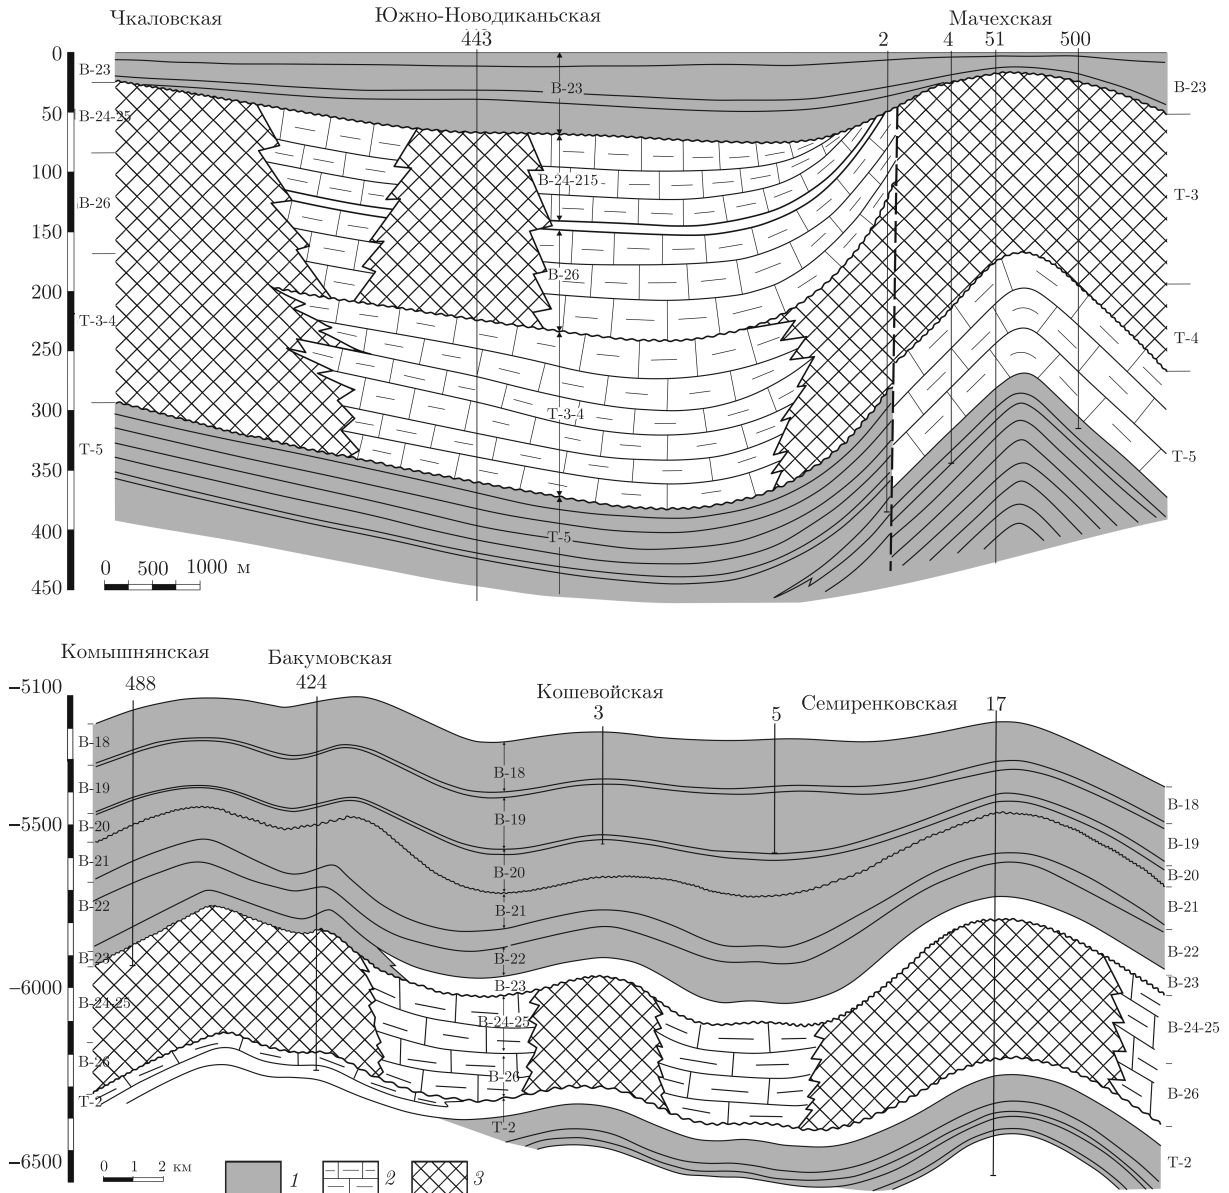 Чкаловская
Южно-Новодиканьская
Мачехская
443
2
4
51
500
0
50
100
150
200
250
300
350
400
450
В-23
В-24-25
В-26
Т-3-4
Т-5
В-23
В-24-215
В-26
Т-3-4
Т-5
В-23
Т-3
Т-4
Т-5
0 500 1000 м
Комышнянская
Бакумовская
Кошевойская
Семиренковская
488
424
3
5
17
−5100
−5500
−6000
−6500
В-18
В-19
В-20
В-21
В-22
В-23
В-24-25
В-26
Т-2
В-18
В-19
В-20
В-21
В-22
В-23
В-24-25
В-26
Т-2
В-18
В-19
В-20
В-21
В-22
В-23
В-24-25
В-26
Т-2
0 1 2 км
1
2
3